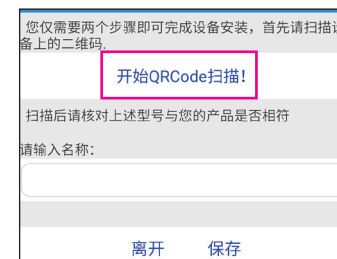 您仅需要两个步骤即可完成设备安装，首先请扫描设
备上的二维码.
开始QRCode扫描!
扫描后请核对上述型号与您的产品是否相符
请输入名称:
离开 保存